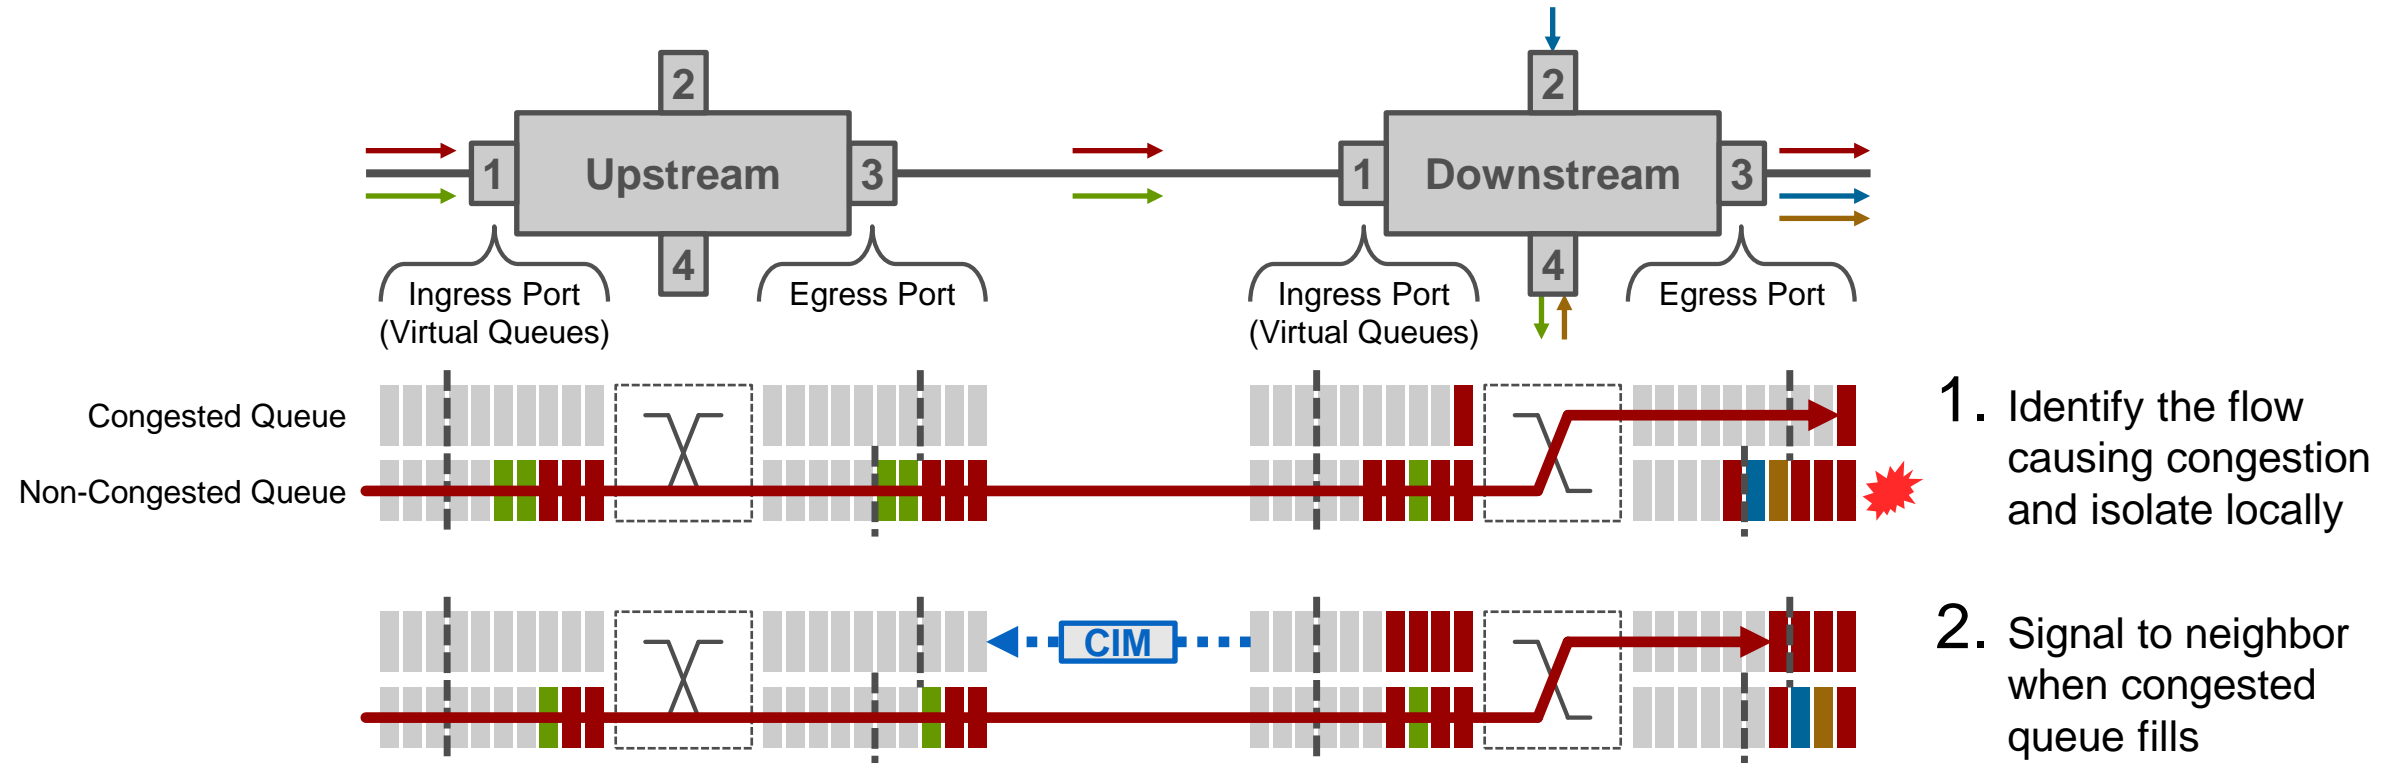 2
2
1
Upstream
3
1
Downstream
3
4
4
Ingress Port
(Virtual Queues)
Egress Port
Ingress Port
(Virtual Queues)
Egress Port
Congested Queue
Non-Congested Queue
1. Identify the flow
causing congestion
and isolate locally
CIM
2. Signal to neighbor
when congested
queue fills